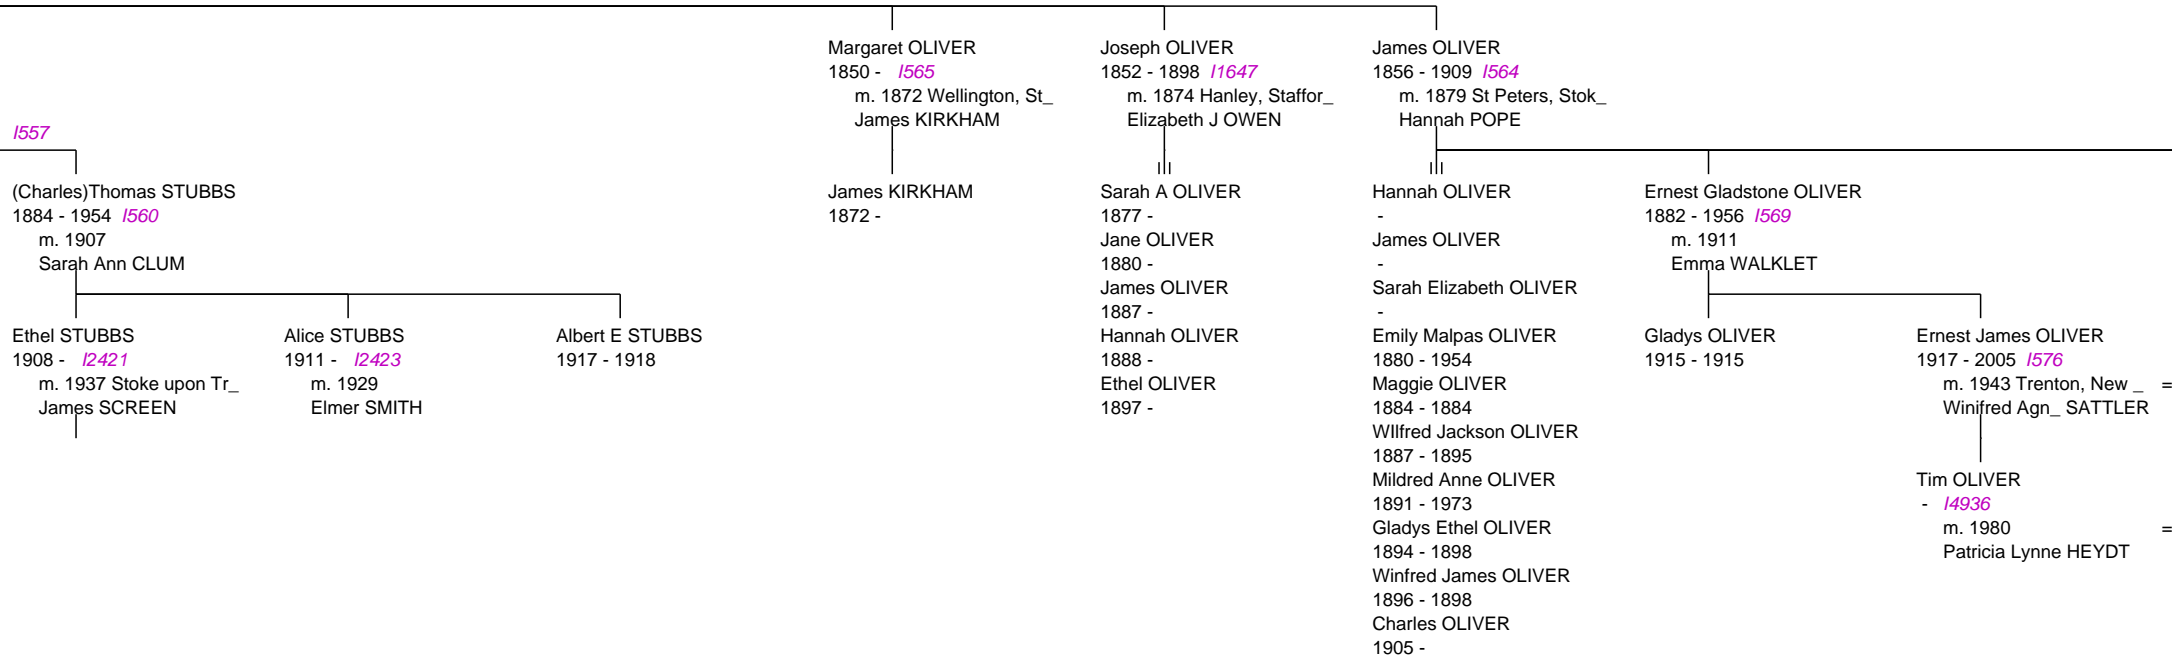 Margaret OLIVER
1850 - I565
m. 1872 Wellington, St_
James KIRKHAM
Joseph OLIVER
1852 - 1898 I1647
m. 1874 Hanley, Staffor_
Elizabeth J OWEN
James OLIVER
1856 - 1909 I564
m. 1879 St Peters, Stok_
Hannah POPE
I557
(Charles)Thomas STUBBS
1884 - 1954 I560
m. 1907
Sarah Ann CLUM
James KIRKHAM
1872 -
Sarah A OLIVER
1877 -
Jane OLIVER
1880 -
James OLIVER
1887 -
Hannah OLIVER
1888 -
Ethel OLIVER
1897 -
Hannah OLIVER
-
James OLIVER
-
Sarah Elizabeth OLIVER
-
Emily Malpas OLIVER
1880 - 1954
Maggie OLIVER
1884 - 1884
WIlfred Jackson OLIVER
1887 - 1895
Mildred Anne OLIVER
1891 - 1973
Gladys Ethel OLIVER
1894 - 1898
Winfred James OLIVER
1896 - 1898
Charles OLIVER
1905 -
Ernest Gladstone OLIVER
1882 - 1956 I569
m. 1911
Emma WALKLET
Ethel STUBBS
1908 - I2421
m. 1937 Stoke upon Tr_
James SCREEN
Alice STUBBS
1911 - I2423
m. 1929
Elmer SMITH
Albert E STUBBS
1917 - 1918
Gladys OLIVER
1915 - 1915
Ernest James OLIVER
1917 - 2005 I576
m. 1943 Trenton, New _ =
Winifred Agn_ SATTLER
Tim OLIVER
- I4936
m. 1980 =
Patricia Lynne HEYDT